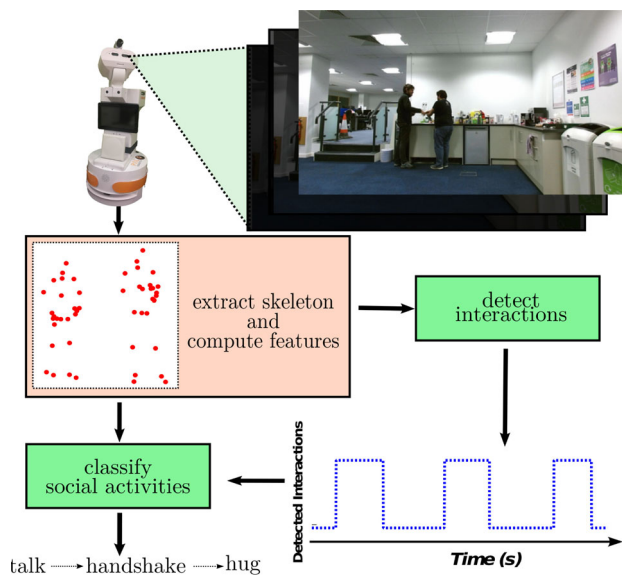 extract skeleton
and
compute features
detect
interactions
classify
social activities
Detected Interactions
Time (s)
talk
handshake
hug